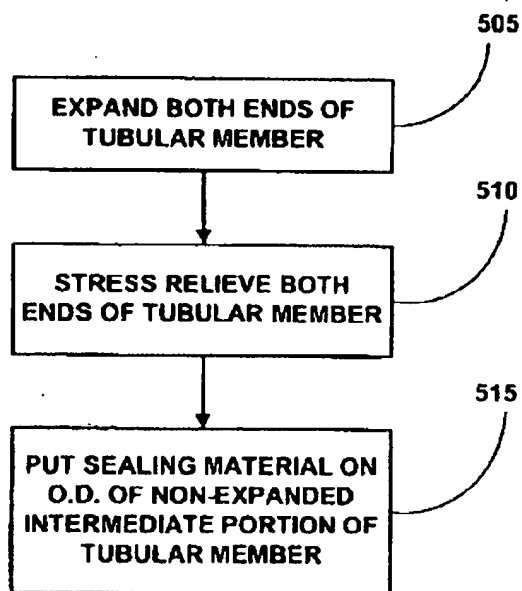 505
EXPAND BOTH ENDS OF
TUBULAR MEMBER
510
STRESS RELIEVE BOTH
ENDS OF TUBULAR MEMBER
515
PUT SEALING MATERIAL ON
O.D. OF NON-EXPANDED
INTERMEDIATE PORTION OF
TUBULAR MEMBER